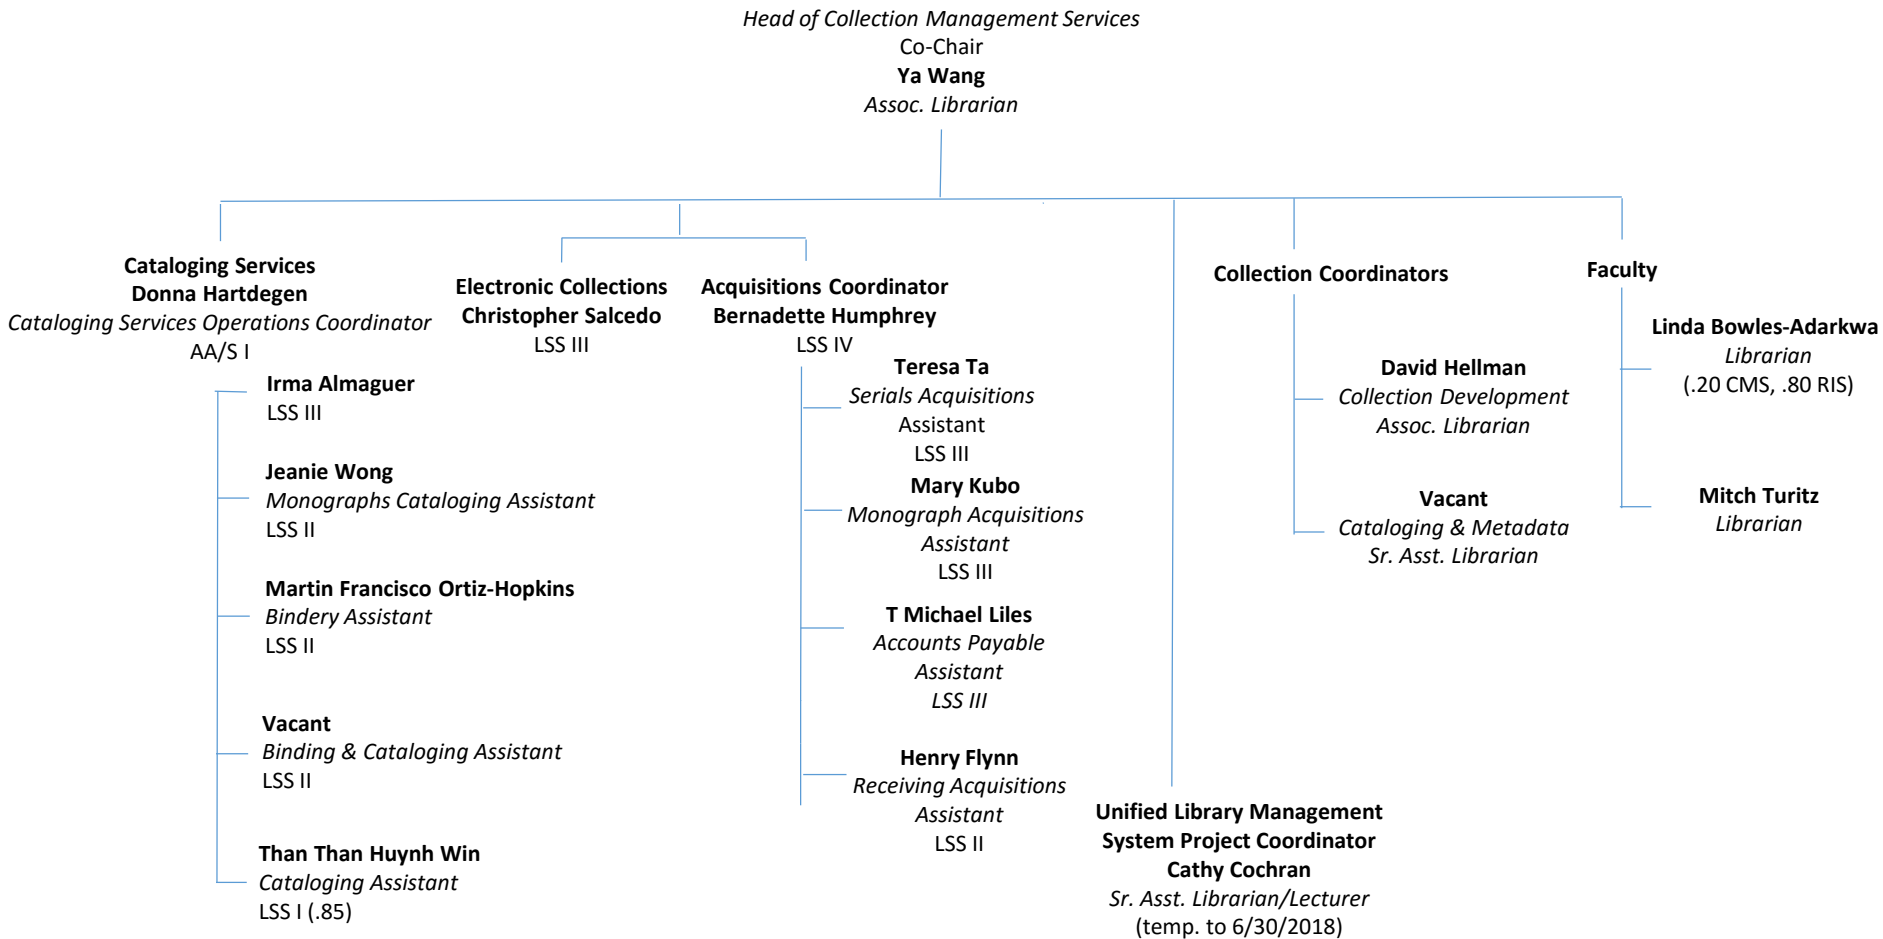 Head of Collection Management Services
Co-Chair
Ya Wang
Assoc. Librarian
Cataloging Services
Donna Hartdegen
Cataloging Services Operations Coordinator
AA/S I
Irma Almaguer
LSS III
Jeanie Wong
Monographs Cataloging Assistant
LSS II
Martin Francisco Ortiz-Hopkins
Bindery Assistant
LSS II
Vacant
Binding & Cataloging Assistant
LSS II
Than Than Huynh Win
Cataloging Assistant
LSS I (.85)
Electronic Collections
Christopher Salcedo
LSS III
Acquisitions Coordinator
Bernadette Humphrey
LSS IV
Teresa Ta
Serials Acquisitions
Assistant
LSS III
Mary Kubo
Monograph Acquisitions
Assistant
LSS III
T Michael Liles
Accounts Payable
Assistant
LSS III
Henry Flynn
Receiving Acquisitions
Assistant
LSS II
Unified Library Management
System Project Coordinator
Cathy Cochran
Sr. Asst. Librarian/Lecturer
(temp. to 6/30/2018)
Collection Coordinators
David Hellman
Collection Development
Assoc. Librarian
Vacant
Cataloging & Metadata
Sr. Asst. Librarian
Faculty
Linda Bowles-Adarkwa
Librarian
(.20 CMS, .80 RIS)
Mitch Turitz
Librarian